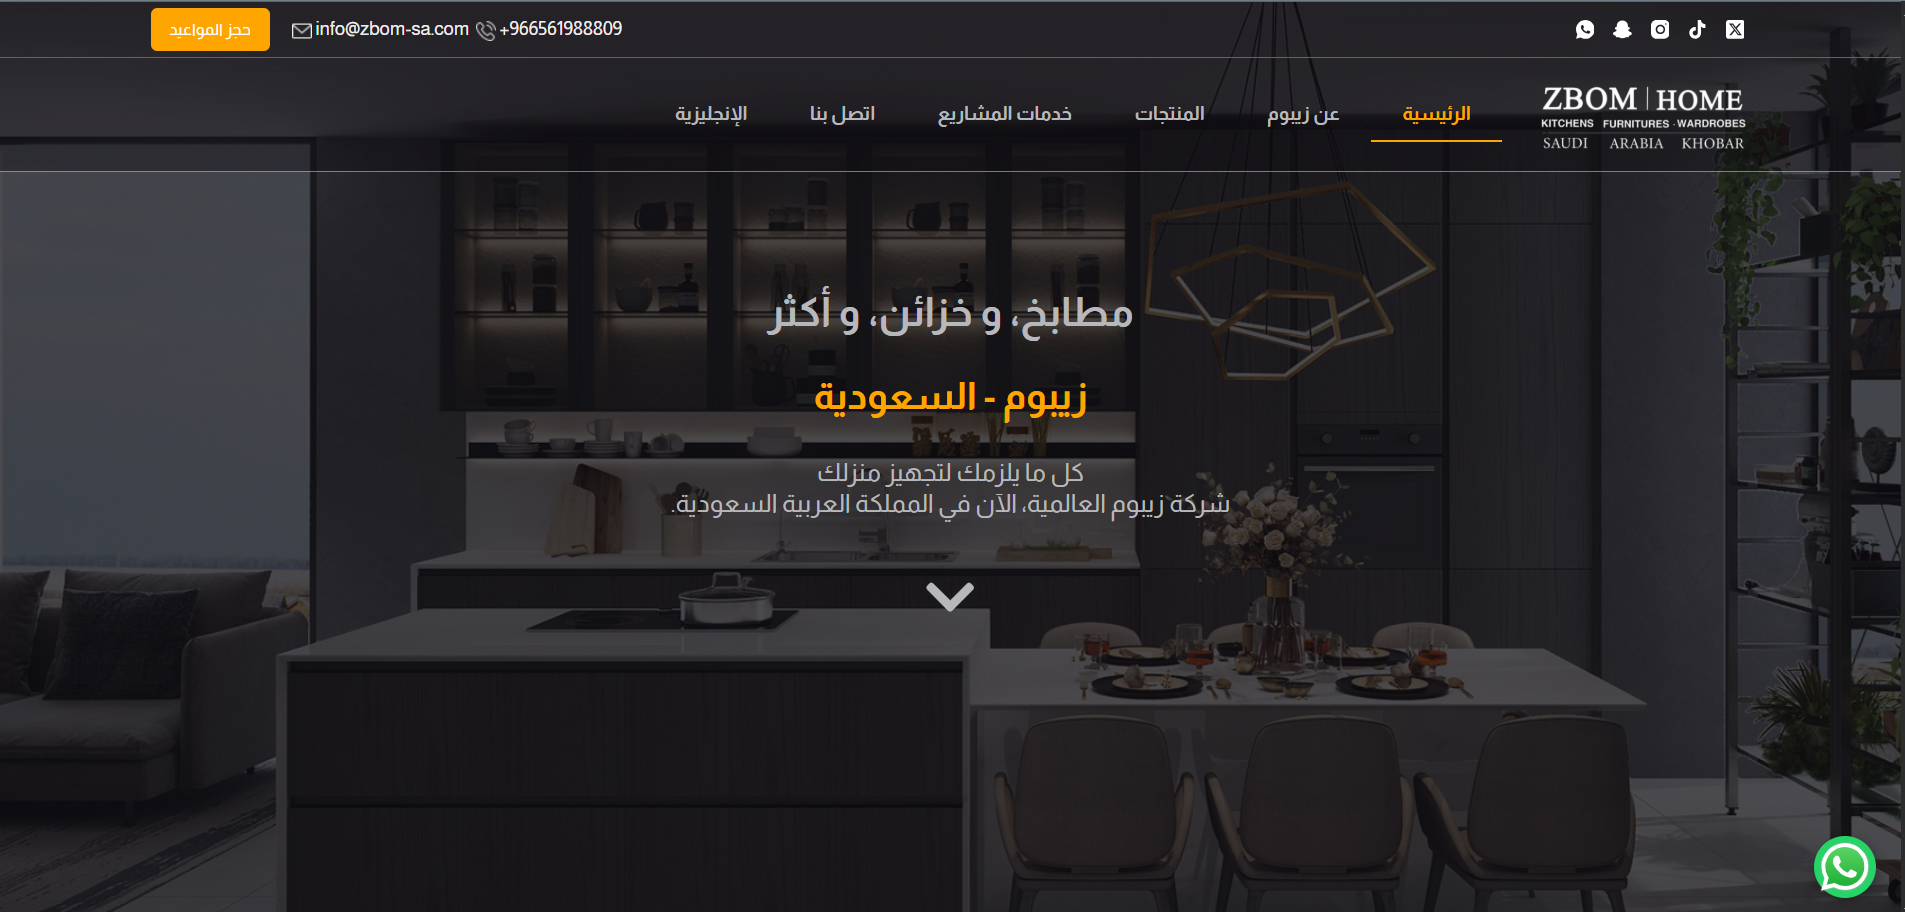 حجز المواعيد
info@zbom-sa.com
+966561988809
ZBOM | HOME
KITCHENS FURNITURES · WARDROBES
SAUDI ARABIA KHOBAR
الرئيسية
عن زيبوم
المنتجات
خدمات المشاريع
اتصل بنا
الإنجليزية
مطابخ، و خزائن، و أكثر
زيبوم - السعودية
كل ما يلزمك لتجهيز منزلك
شركة زيبوم العالمية، الآن في المملكة العربية السعودية.